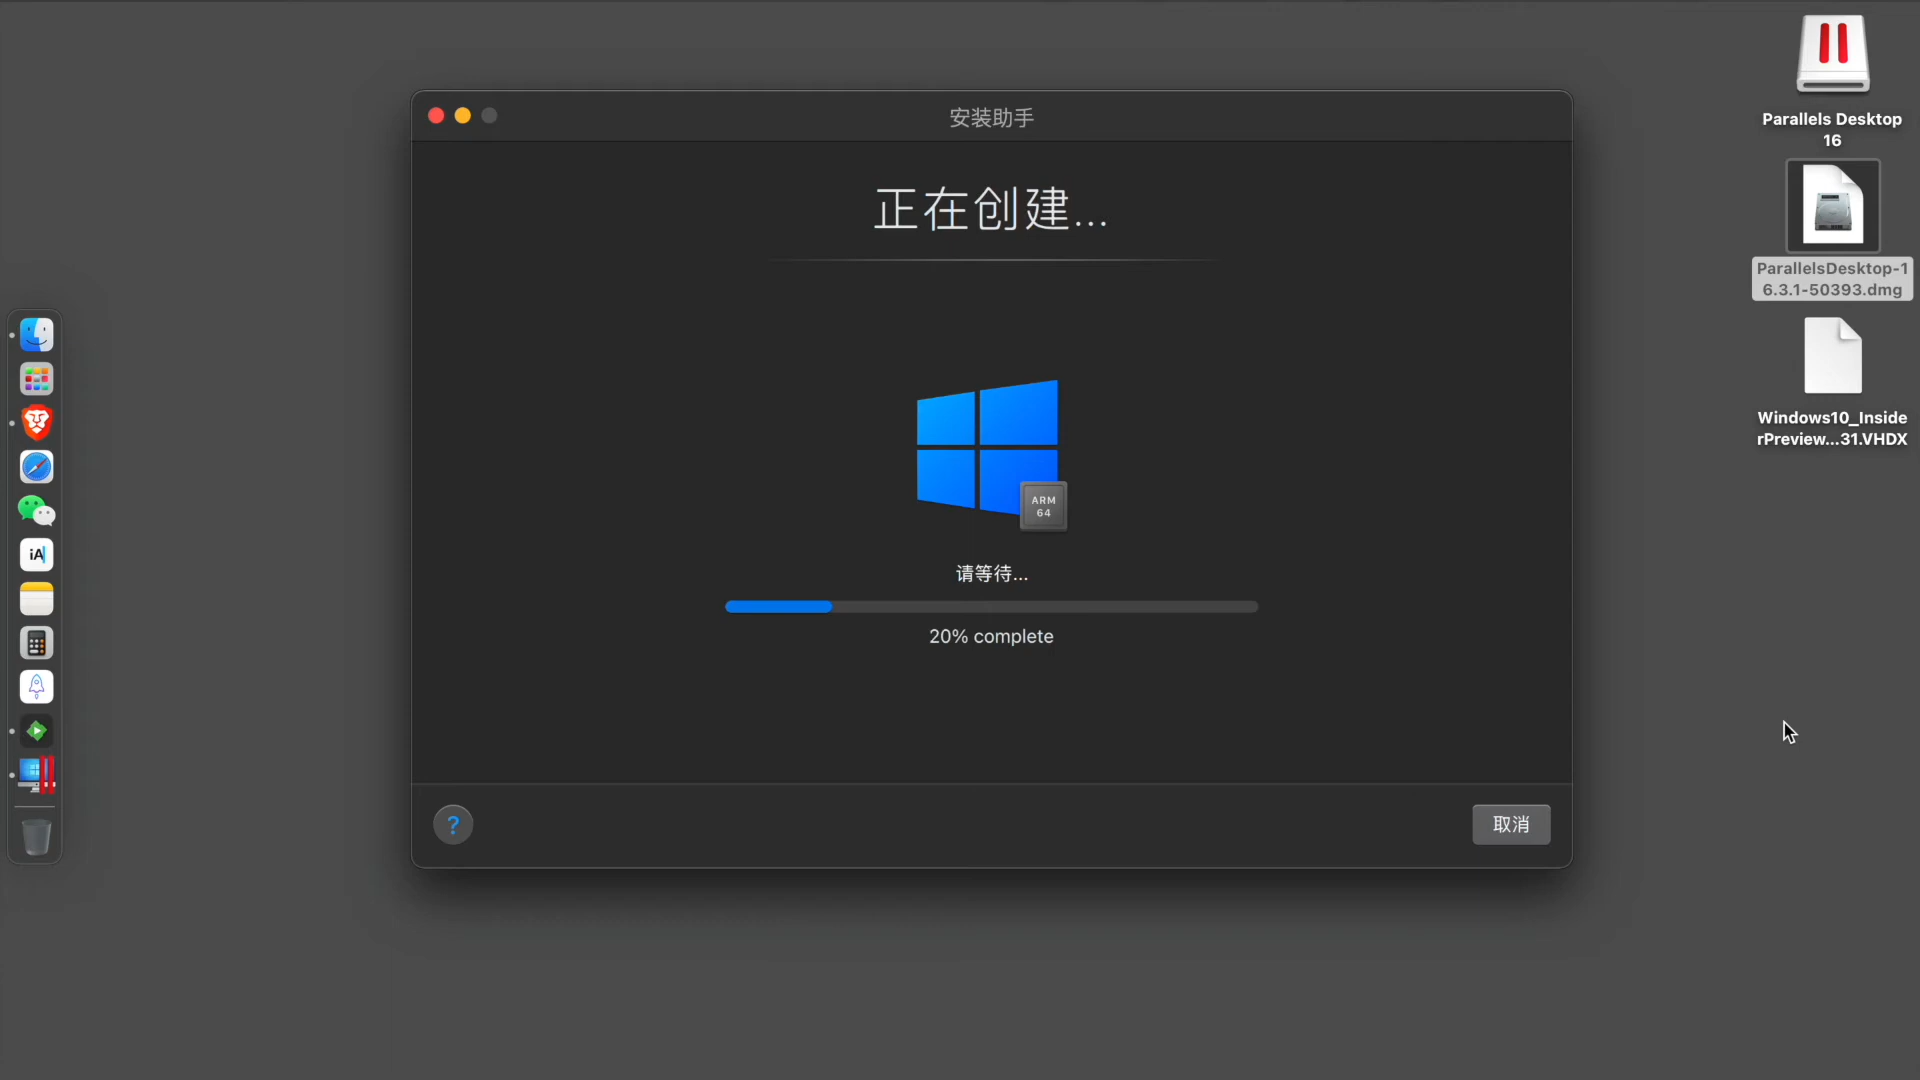 安装助手
正在创建...
ARM
64
请等待...
20% complete
?
取消
Parallels Desktop
16
ParallelsDesktop-1
6.3.1-50393.dmg
Windows10_Inside
rPreview...31.VHDX
iA